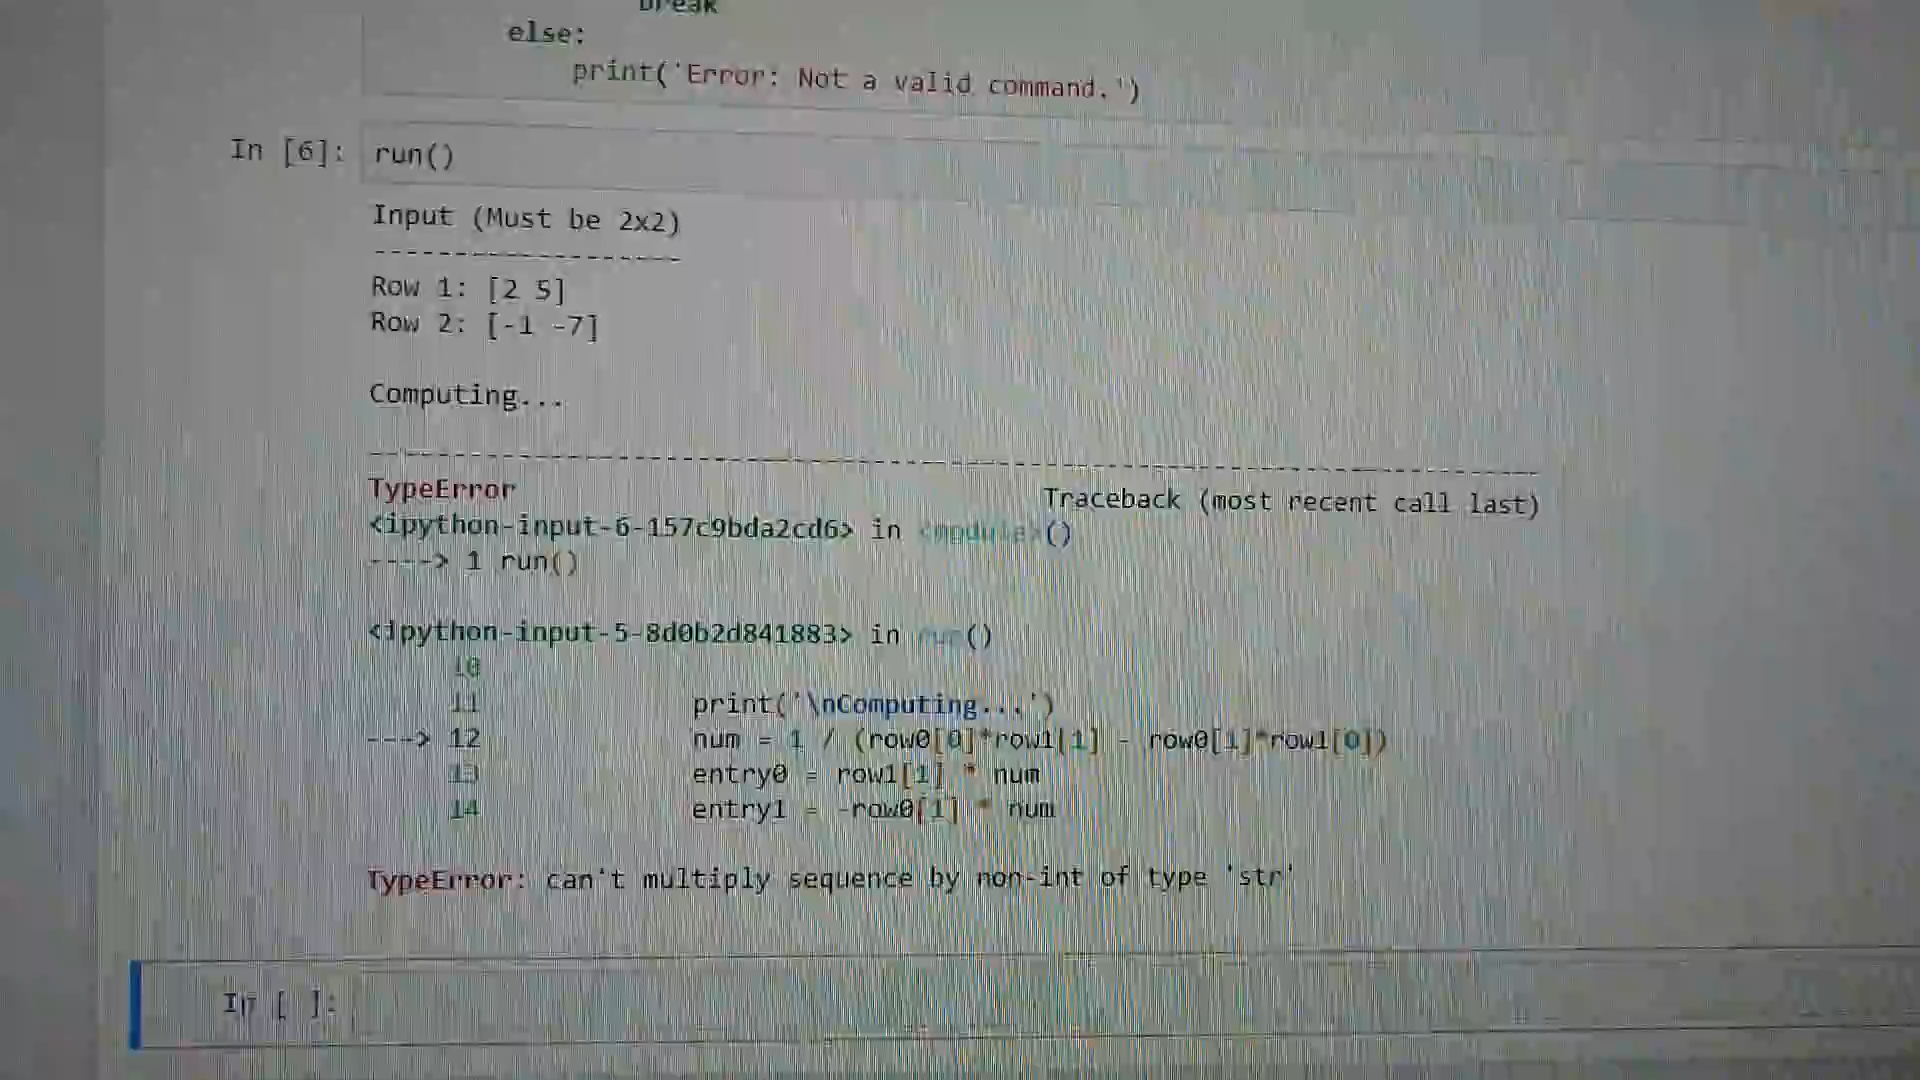 break
else:
print('Error: Not a valid command.')
In [6]: run()
Input (Must be 2x2)
-------------------
Row 1: [2 5]
Row 2: [-1 -7]
Computing...
---------------------------------------------------------------------------
TypeError Traceback (most recent call last)
<ipython-input-6-157c9bda2cd6> in <module>()
----> 1 run()
<ipython-input-5-8d0b2d841883> in run()
10
11 print('\nComputing...')
---> 12 num = 1 / (row0[0]*row1[1] - row0[1]*row1[0])
13 entry0 = row1[1] * num
14 entry1 = -row0[1] * num
TypeError: can't multiply sequence by non-int of type 'str'
In [ ]: